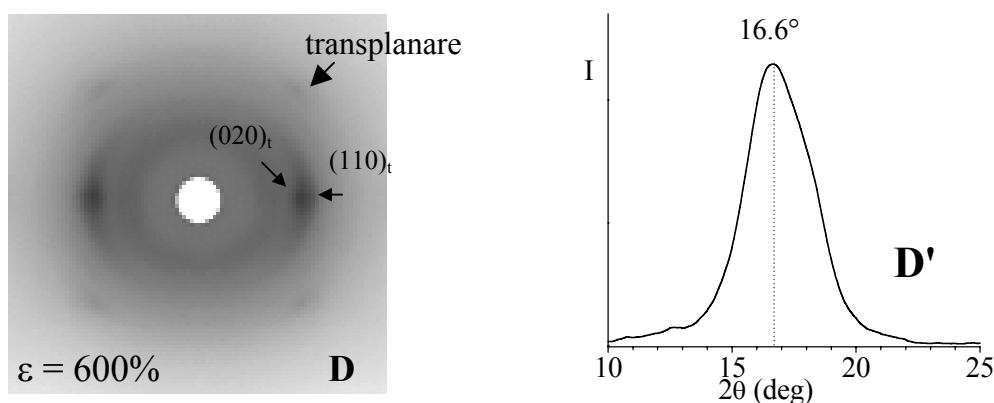 transplanare
(020)t
(110)t
ε = 600%
D
16.6°
I
D'
10 15 20 25
2θ (deg)